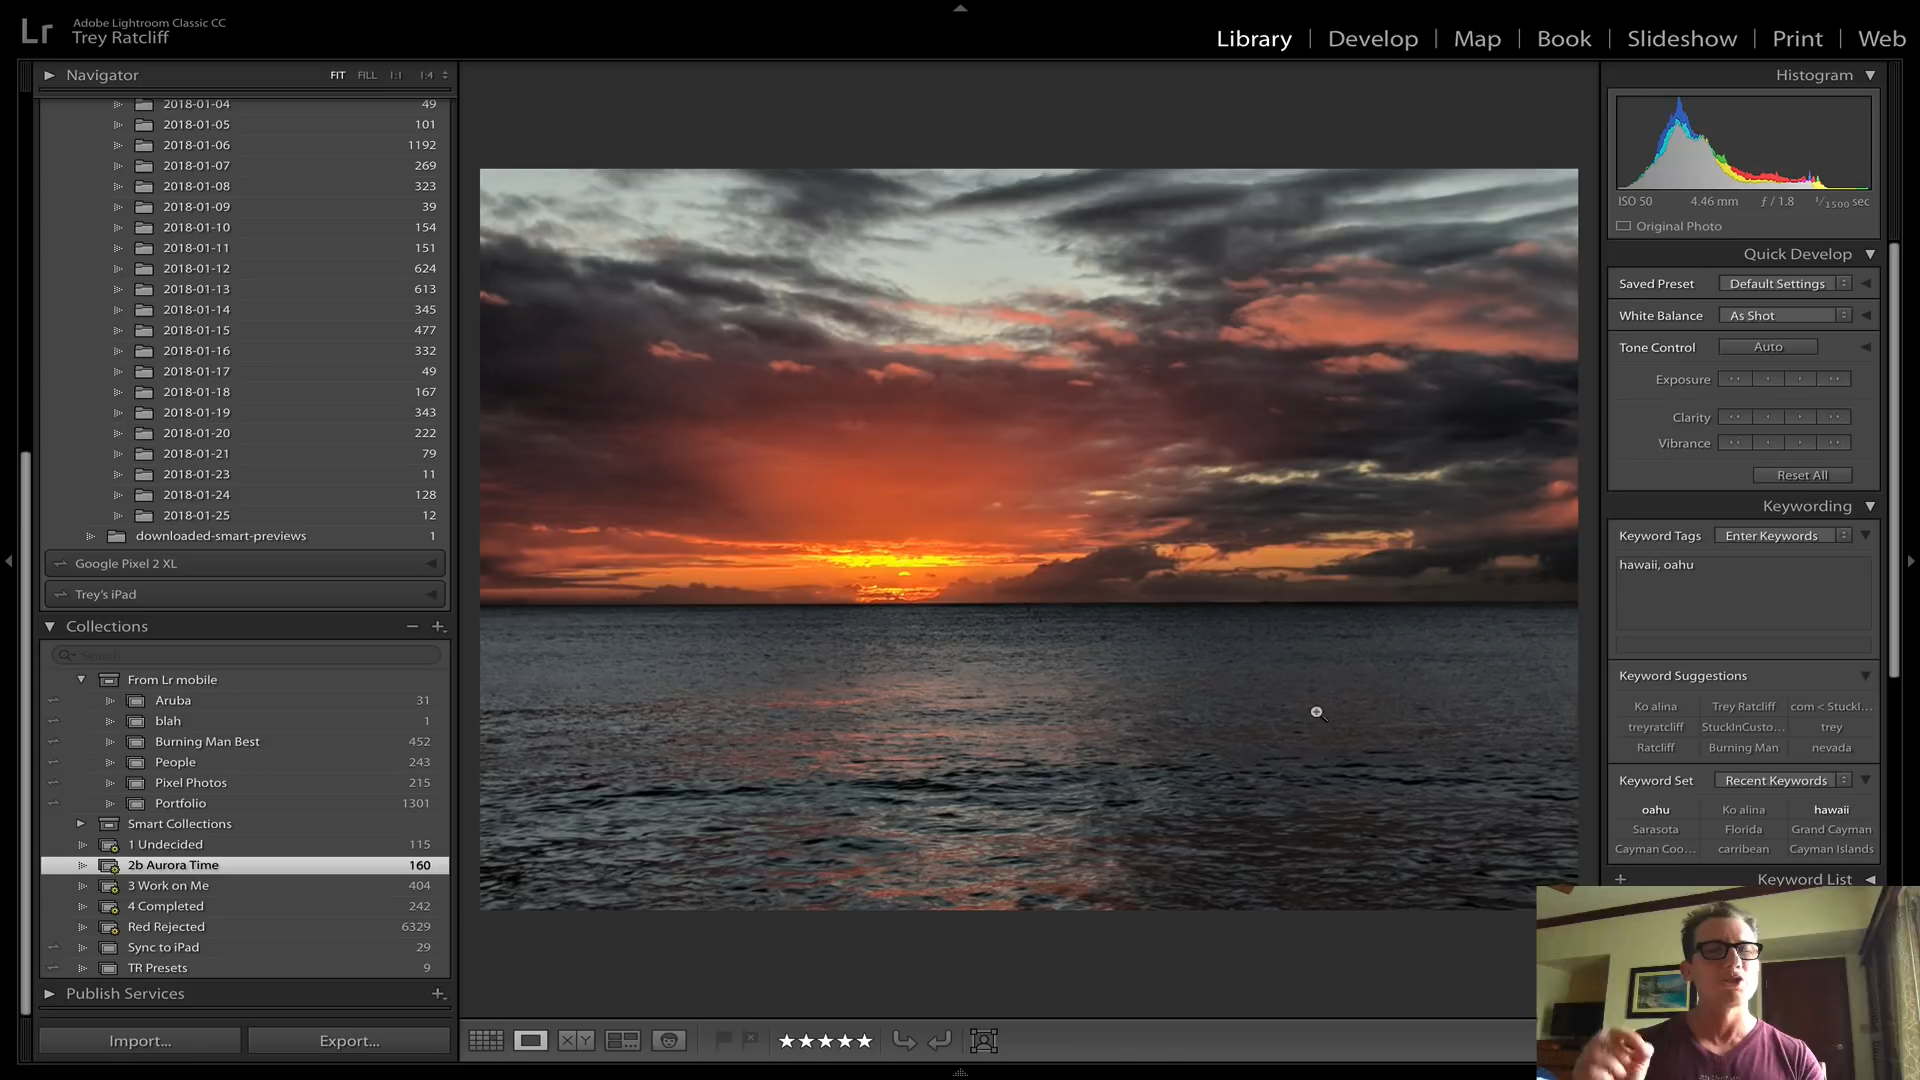 Lr
Adobe Lightroom Classic CC
Trey Ratcliff
Library | Develop | Map | Book | Slideshow | Print | Web
Navigator FIT FILL 1:1 1:4
2018-01-04 49
2018-01-05 101
2018-01-06 1192
2018-01-07 269
2018-01-08 323
2018-01-09 39
2018-01-10 154
2018-01-11 151
2018-01-12 624
2018-01-13 613
2018-01-14 345
2018-01-15 477
2018-01-16 332
2018-01-17 49
2018-01-18 167
2018-01-19 343
2018-01-20 222
2018-01-21 79
2018-01-23 11
2018-01-24 128
2018-01-25 12
downloaded-smart-previews 1
Google Pixel 2 XL
Trey's iPad
Collections
Search
From Lr mobile
Aruba 31
blah 1
Burning Man Best 452
People 243
Pixel Photos 215
Portfolio 1301
Smart Collections
1 Undecided 115
2b Aurora Time 160
3 Work on Me 404
4 Completed 242
Red Rejected 6329
Sync to iPad 29
TR Presets 9
Publish Services
Import... Export...
X Y
Histogram
ISO 50 4.46 mm ƒ / 1.8 1/1500 sec
Original Photo
Quick Develop
Saved Preset Default Settings
White Balance As Shot
Tone Control Auto
Exposure
Clarity
Vibrance
Reset All
Keywording
Keyword Tags Enter Keywords
hawaii, oahu
Keyword Suggestions
Ko alina Trey Ratcliff com < Stuckl...
treyratcliff StuckInCusto... trey
Ratcliff Burning Man nevada
Keyword Set Recent Keywords
oahu Ko alina hawaii
Sarasota Florida Grand Cayman
Cayman Coo... carribean Cayman Islands
Keyword List